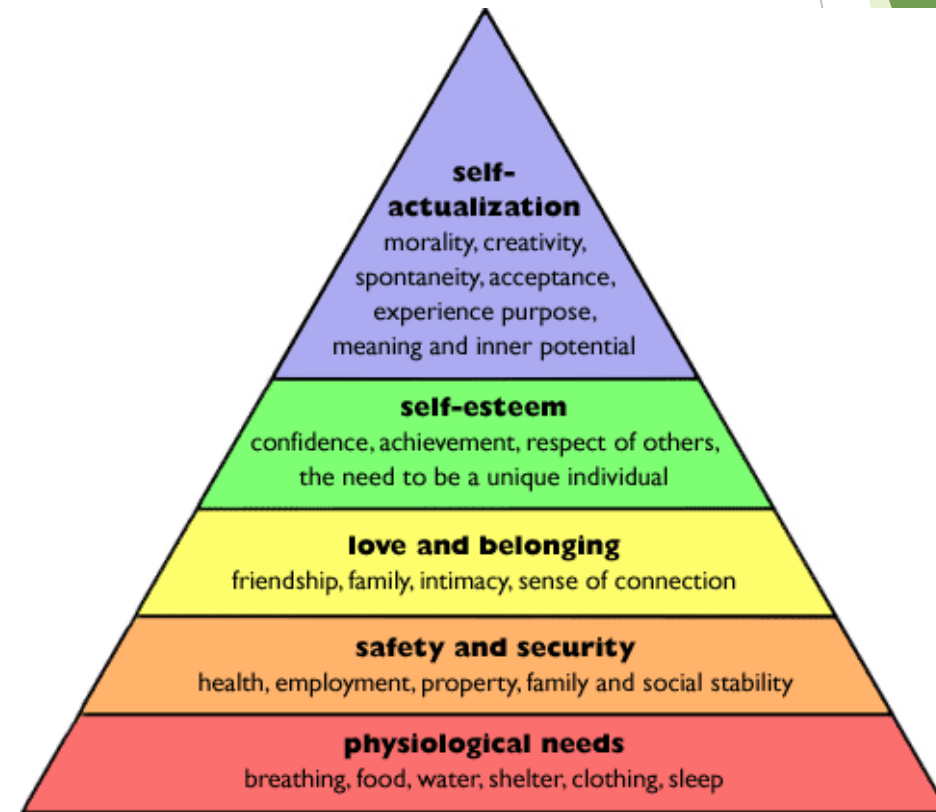 self-
actualization
morality, creativity,
spontaneity, acceptance,
experience purpose,
meaning and inner potential
self-esteem
confidence, achievement, respect of others,
the need to be a unique individual
love and belonging
friendship, family, intimacy, sense of connection
safety and security
health, employment, property, family and social stability
physiological needs
breathing, food, water, shelter, clothing, sleep